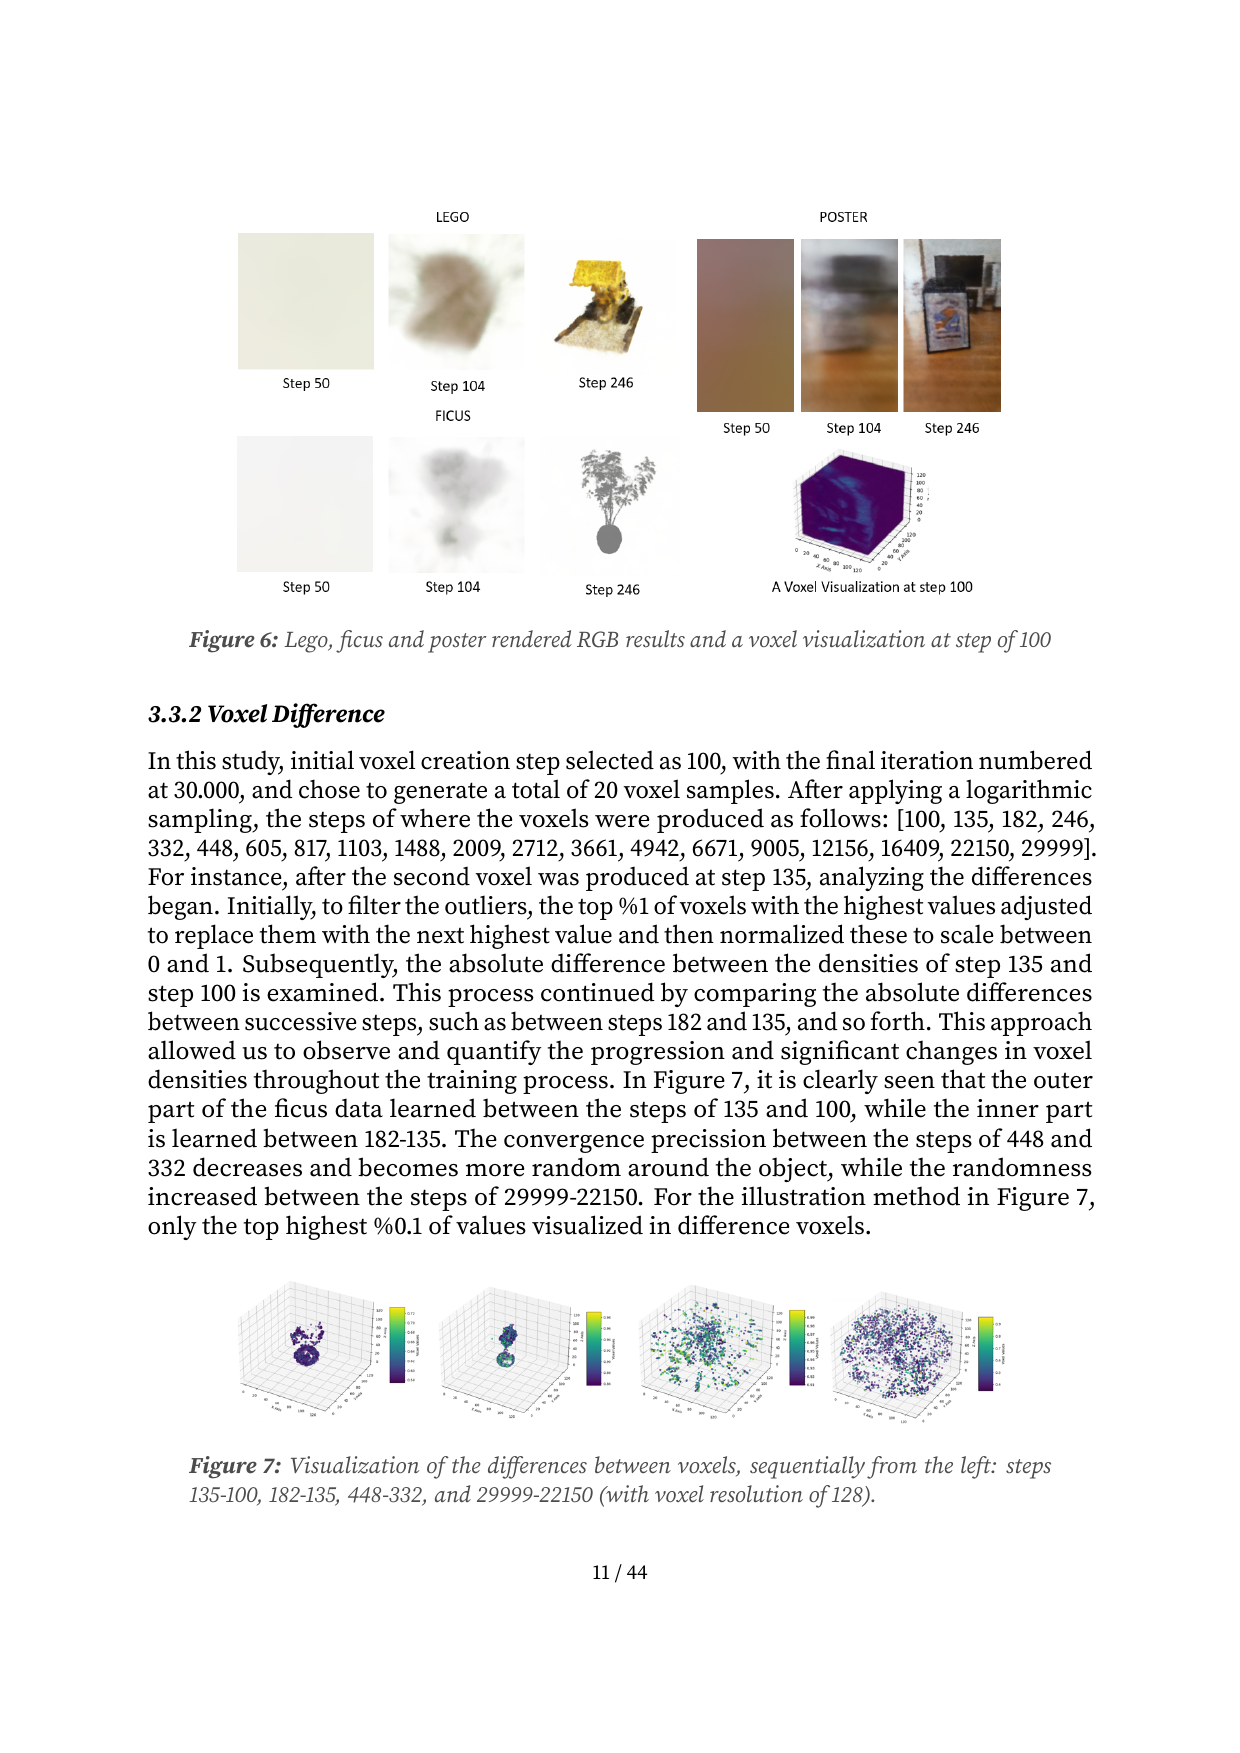 LEGO
POSTER
Step 50
Step 104
Step 246
FICUS
Step 50
Step 104
Step 246
Step 50
Step 104
Step 246
A Voxel Visualization at step 100
Figure 6: Lego, ficus and poster rendered RGB results and a voxel visualization at step of 100
3.3.2 Voxel Difference
In this study, initial voxel creation step selected as 100, with the final iteration numbered
at 30.000, and chose to generate a total of 20 voxel samples. After applying a logarithmic
sampling, the steps of where the voxels were produced as follows: [100, 135, 182, 246,
332, 448, 605, 817, 1103, 1488, 2009, 2712, 3661, 4942, 6671, 9005, 12156, 16409, 22150, 29999].
For instance, after the second voxel was produced at step 135, analyzing the differences
began. Initially, to filter the outliers, the top %1 of voxels with the highest values adjusted
to replace them with the next highest value and then normalized these to scale between
0 and 1. Subsequently, the absolute difference between the densities of step 135 and
step 100 is examined. This process continued by comparing the absolute differences
between successive steps, such as between steps 182 and 135, and so forth. This approach
allowed us to observe and quantify the progression and significant changes in voxel
densities throughout the training process. In Figure 7, it is clearly seen that the outer
part of the ficus data learned between the steps of 135 and 100, while the inner part
is learned between 182-135. The convergence precission between the steps of 448 and
332 decreases and becomes more random around the object, while the randomness
increased between the steps of 29999-22150. For the illustration method in Figure 7,
only the top highest %0.1 of values visualized in difference voxels.
Figure 7: Visualization of the differences between voxels, sequentially from the left: steps
135-100, 182-135, 448-332, and 29999-22150 (with voxel resolution of 128).
11 / 44